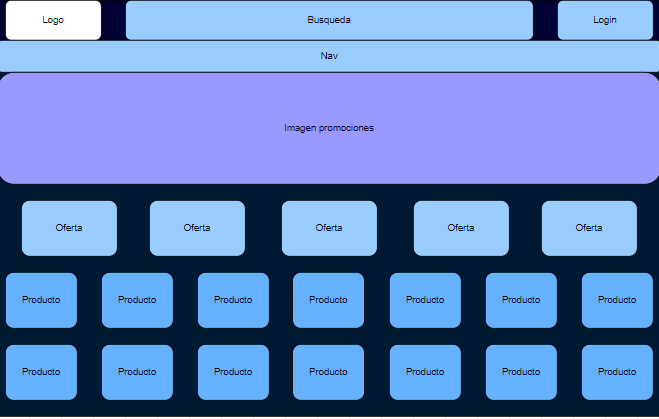 Logo
Busqueda
Login
Nav
Imagen promociones
Oferta
Oferta
Oferta
Oferta
Oferta
Producto
Producto
Producto
Producto
Producto
Producto
Producto
Producto
Producto
Producto
Producto
Producto
Producto
Producto